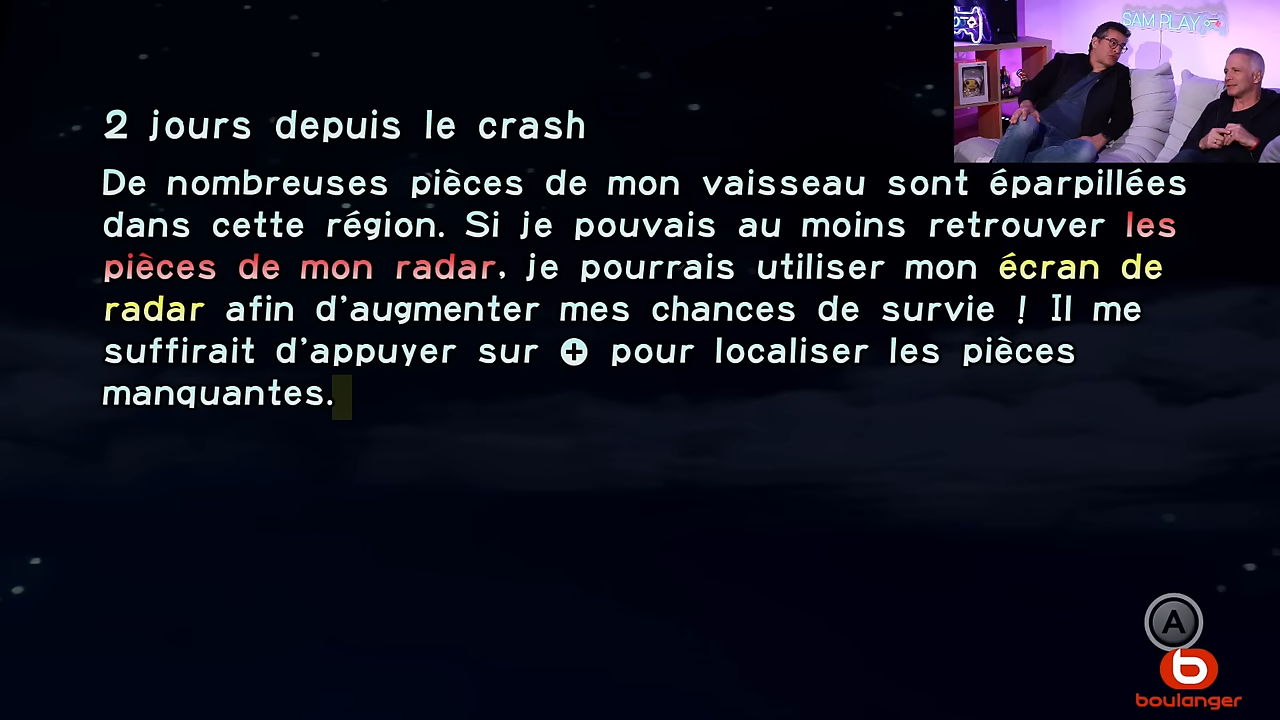 SAM PLAY
2 jours depuis le crash
De nombreuses pièces de mon vaisseau sont éparpillées
dans cette région. Si je pouvais au moins retrouver les
pièces de mon radar, je pourrais utiliser mon écran de
radar afin d'augmenter mes chances de survie ! Il me
suffirait d'appuyer sur + pour localiser les pièces
manquantes.
A
b
boulanger